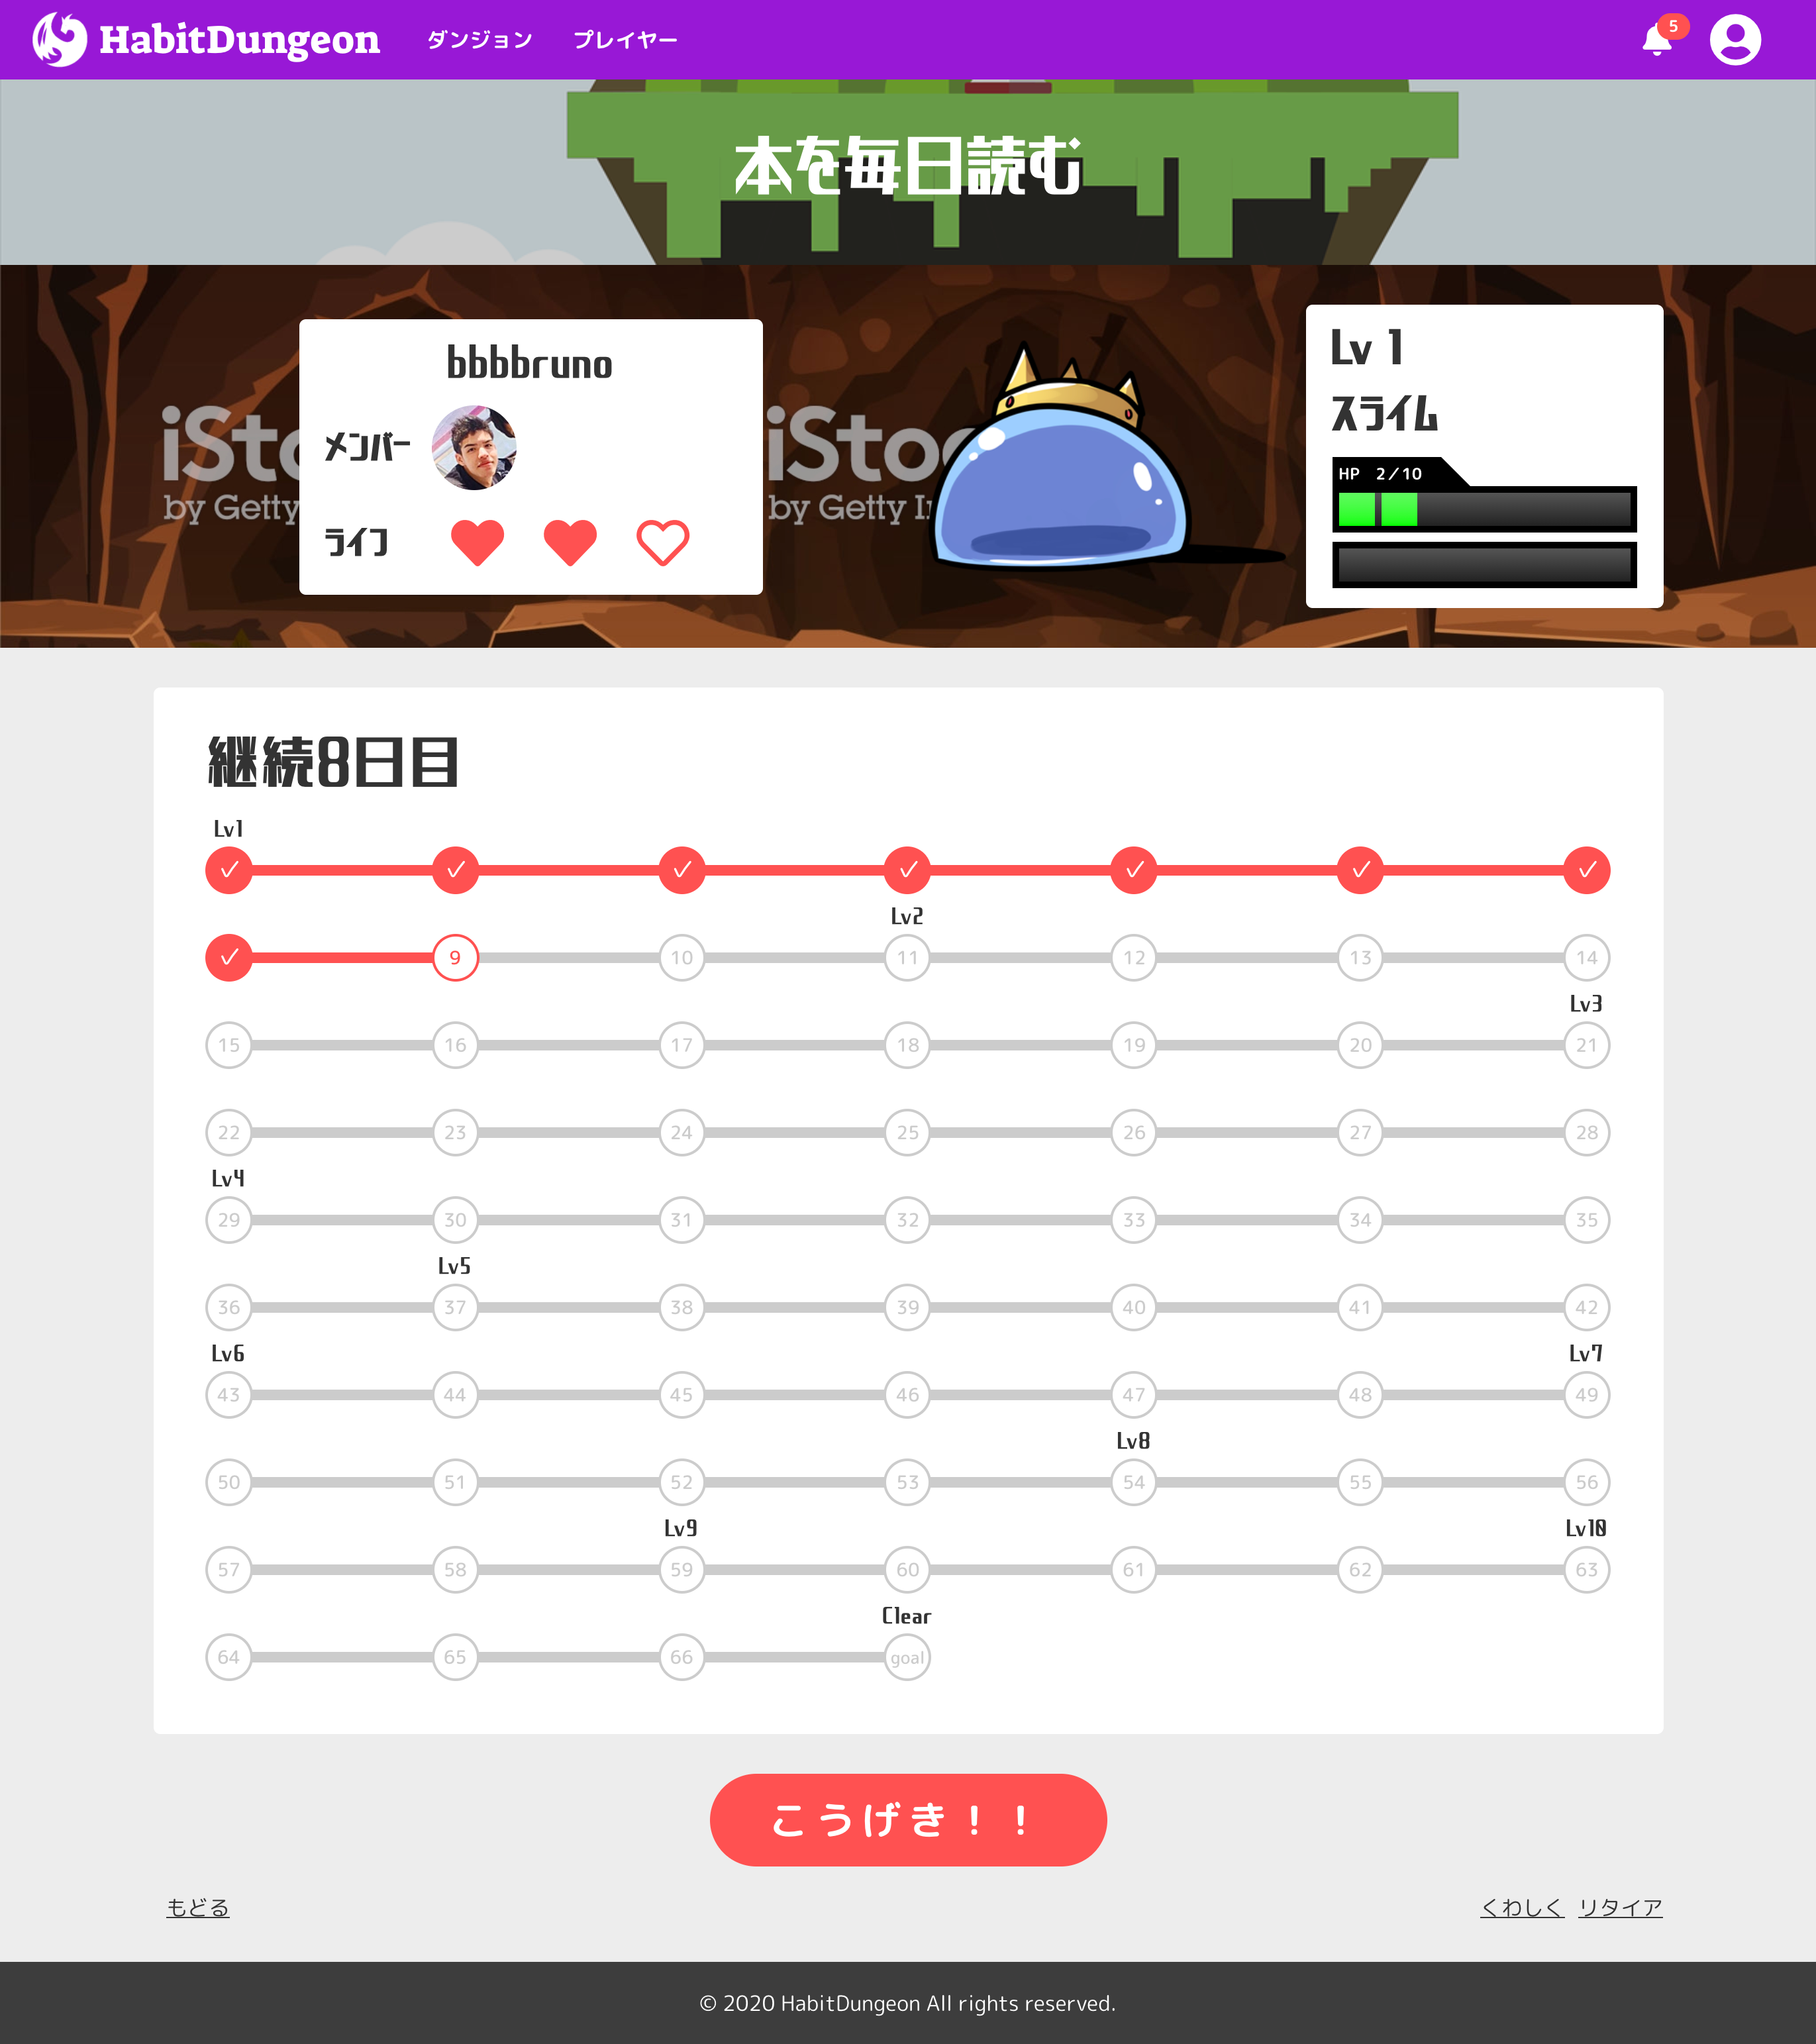 HabitDungeon
ダンジョン
プレイヤー
5
本を毎日読む
bbbbruno
メンバー
ライフ
iSto
by Getty
iStoc
by Getty I
Lv 1
スライム
HP 2/10
継続8日目
Lv1
Lv2
9 10 11 12 13 14
Lv3
15 16 17 18 19 20 21
22 23 24 25 26 27 28
Lv4
29 30 31 32 33 34 35
Lv5
36 37 38 39 40 41 42
Lv6 Lv7
43 44 45 46 47 48 49
Lv8
50 51 52 53 54 55 56
Lv9 Lv10
57 58 59 60 61 62 63
Clear
64 65 66 goal
こうげき！！
もどる
くわしく リタイア
© 2020 HabitDungeon All rights reserved.